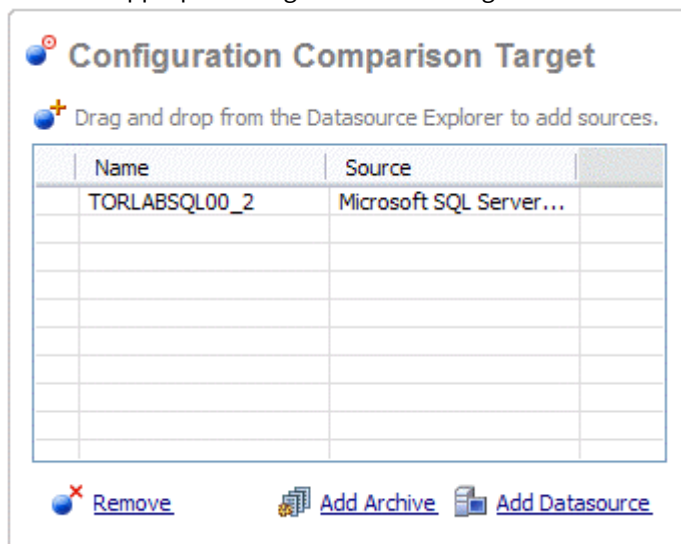 Configuration Comparison Target
Drag and drop from the Datasource Explorer to add sources.
Name Source
TORLABSQL00_2 Microsoft SQL Server...
Remove Add Archive Add Datasource